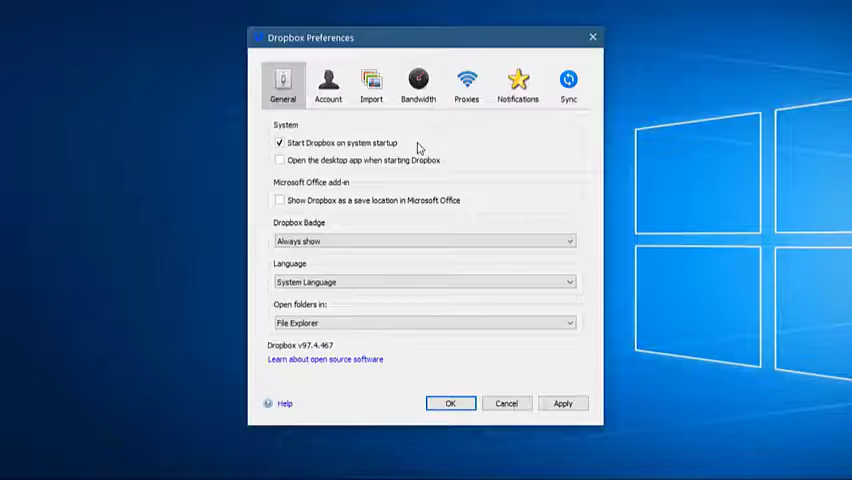 Dropbox Preferences
General
Account
Import
Bandwidth
Proxies
Notifications
Sync
System
Start Dropbox on system startup
Open the desktop app when starting Dropbox
Microsoft Office add-in
Show Dropbox as a save location in Microsoft Office
Dropbox Badge
Always show
Language
System Language
Open folders in:
File Explorer
Dropbox v97.4.467
Learn about open source software
Help
OK
Cancel
Apply